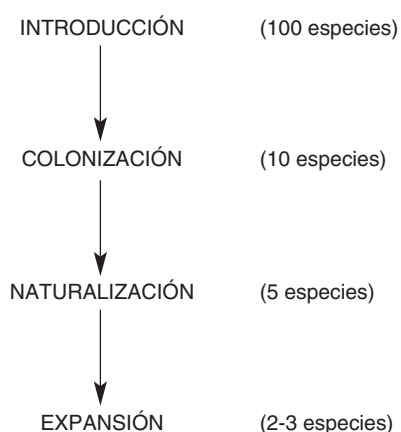 INTRODUCCIÓN (100 especies)
COLONIZACIÓN (10 especies)
NATURALIZACIÓN (5 especies)
EXPANSIÓN (2-3 especies)